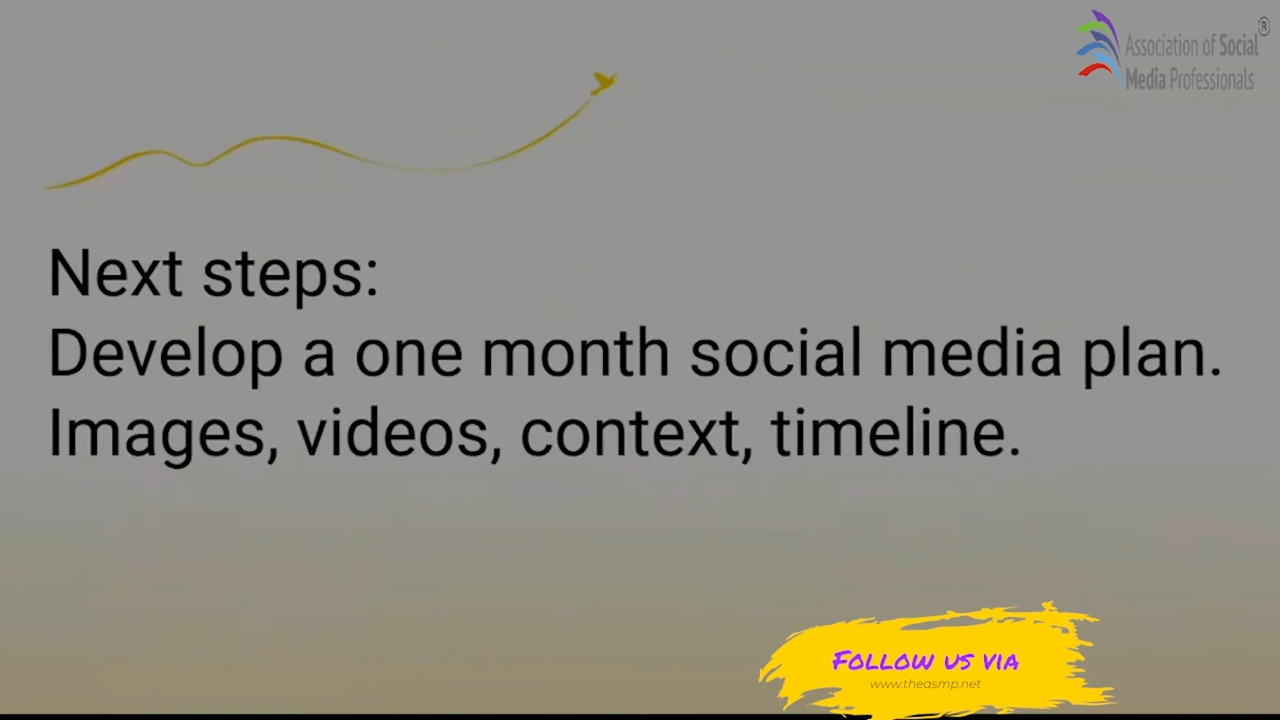 Association of Social®
Media Professionals
Next steps:
Develop a one month social media plan.
Images, videos, context, timeline.
Follow us via
www.theasmp.net